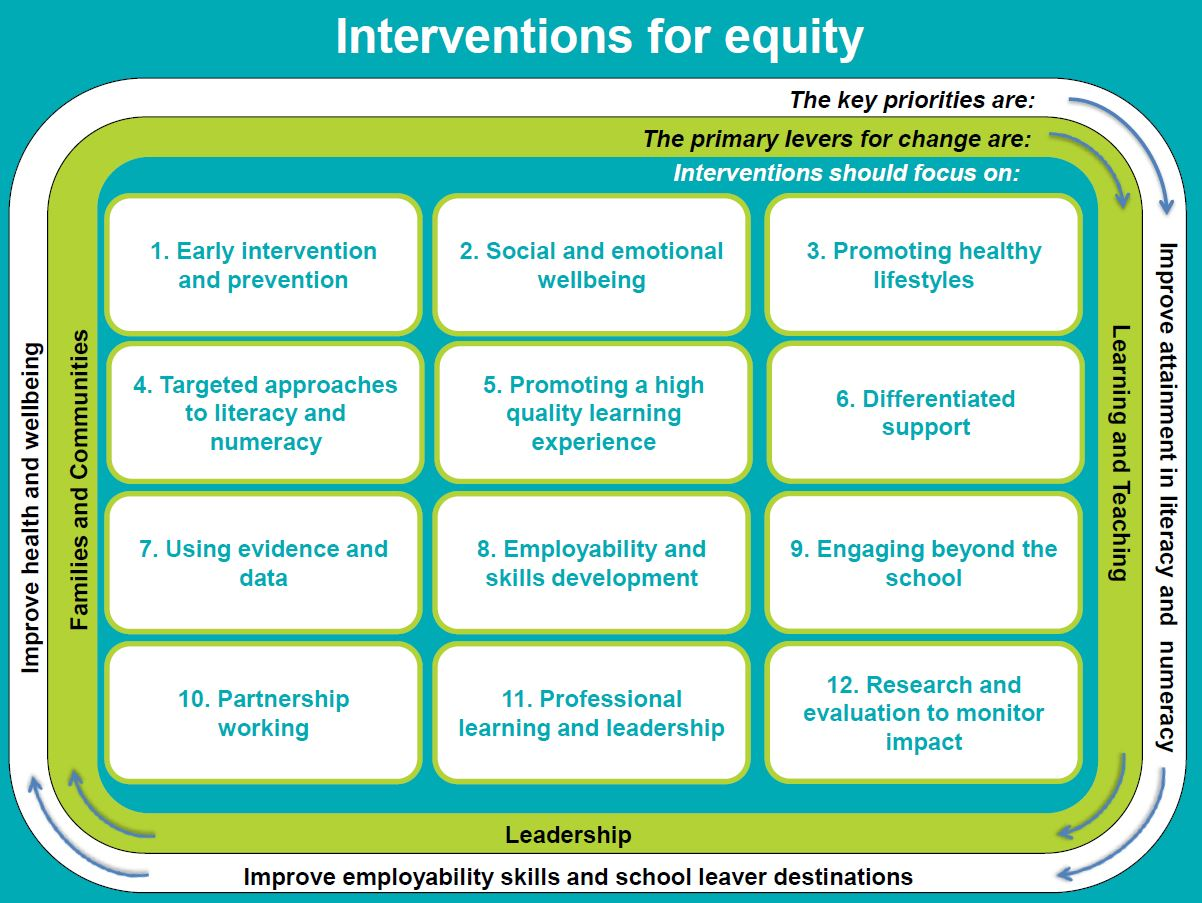 Interventions for equity
The key priorities are:
The primary levers for change are:
Interventions should focus on:
1. Early intervention
and prevention
2. Social and emotional
wellbeing
3. Promoting healthy
lifestyles
4. Targeted approaches
to literacy and
numeracy
5. Promoting a high
quality learning
experience
6. Differentiated
support
7. Using evidence and
data
8. Employability and
skills development
9. Engaging beyond the
school
10. Partnership
working
11. Professional
learning and leadership
12. Research and
evaluation to monitor
impact
Learning and Teaching
Improve attainment in literacy and numeracy
Leadership
Improve employability skills and school leaver destinations
Families and Communities
Improve health and wellbeing